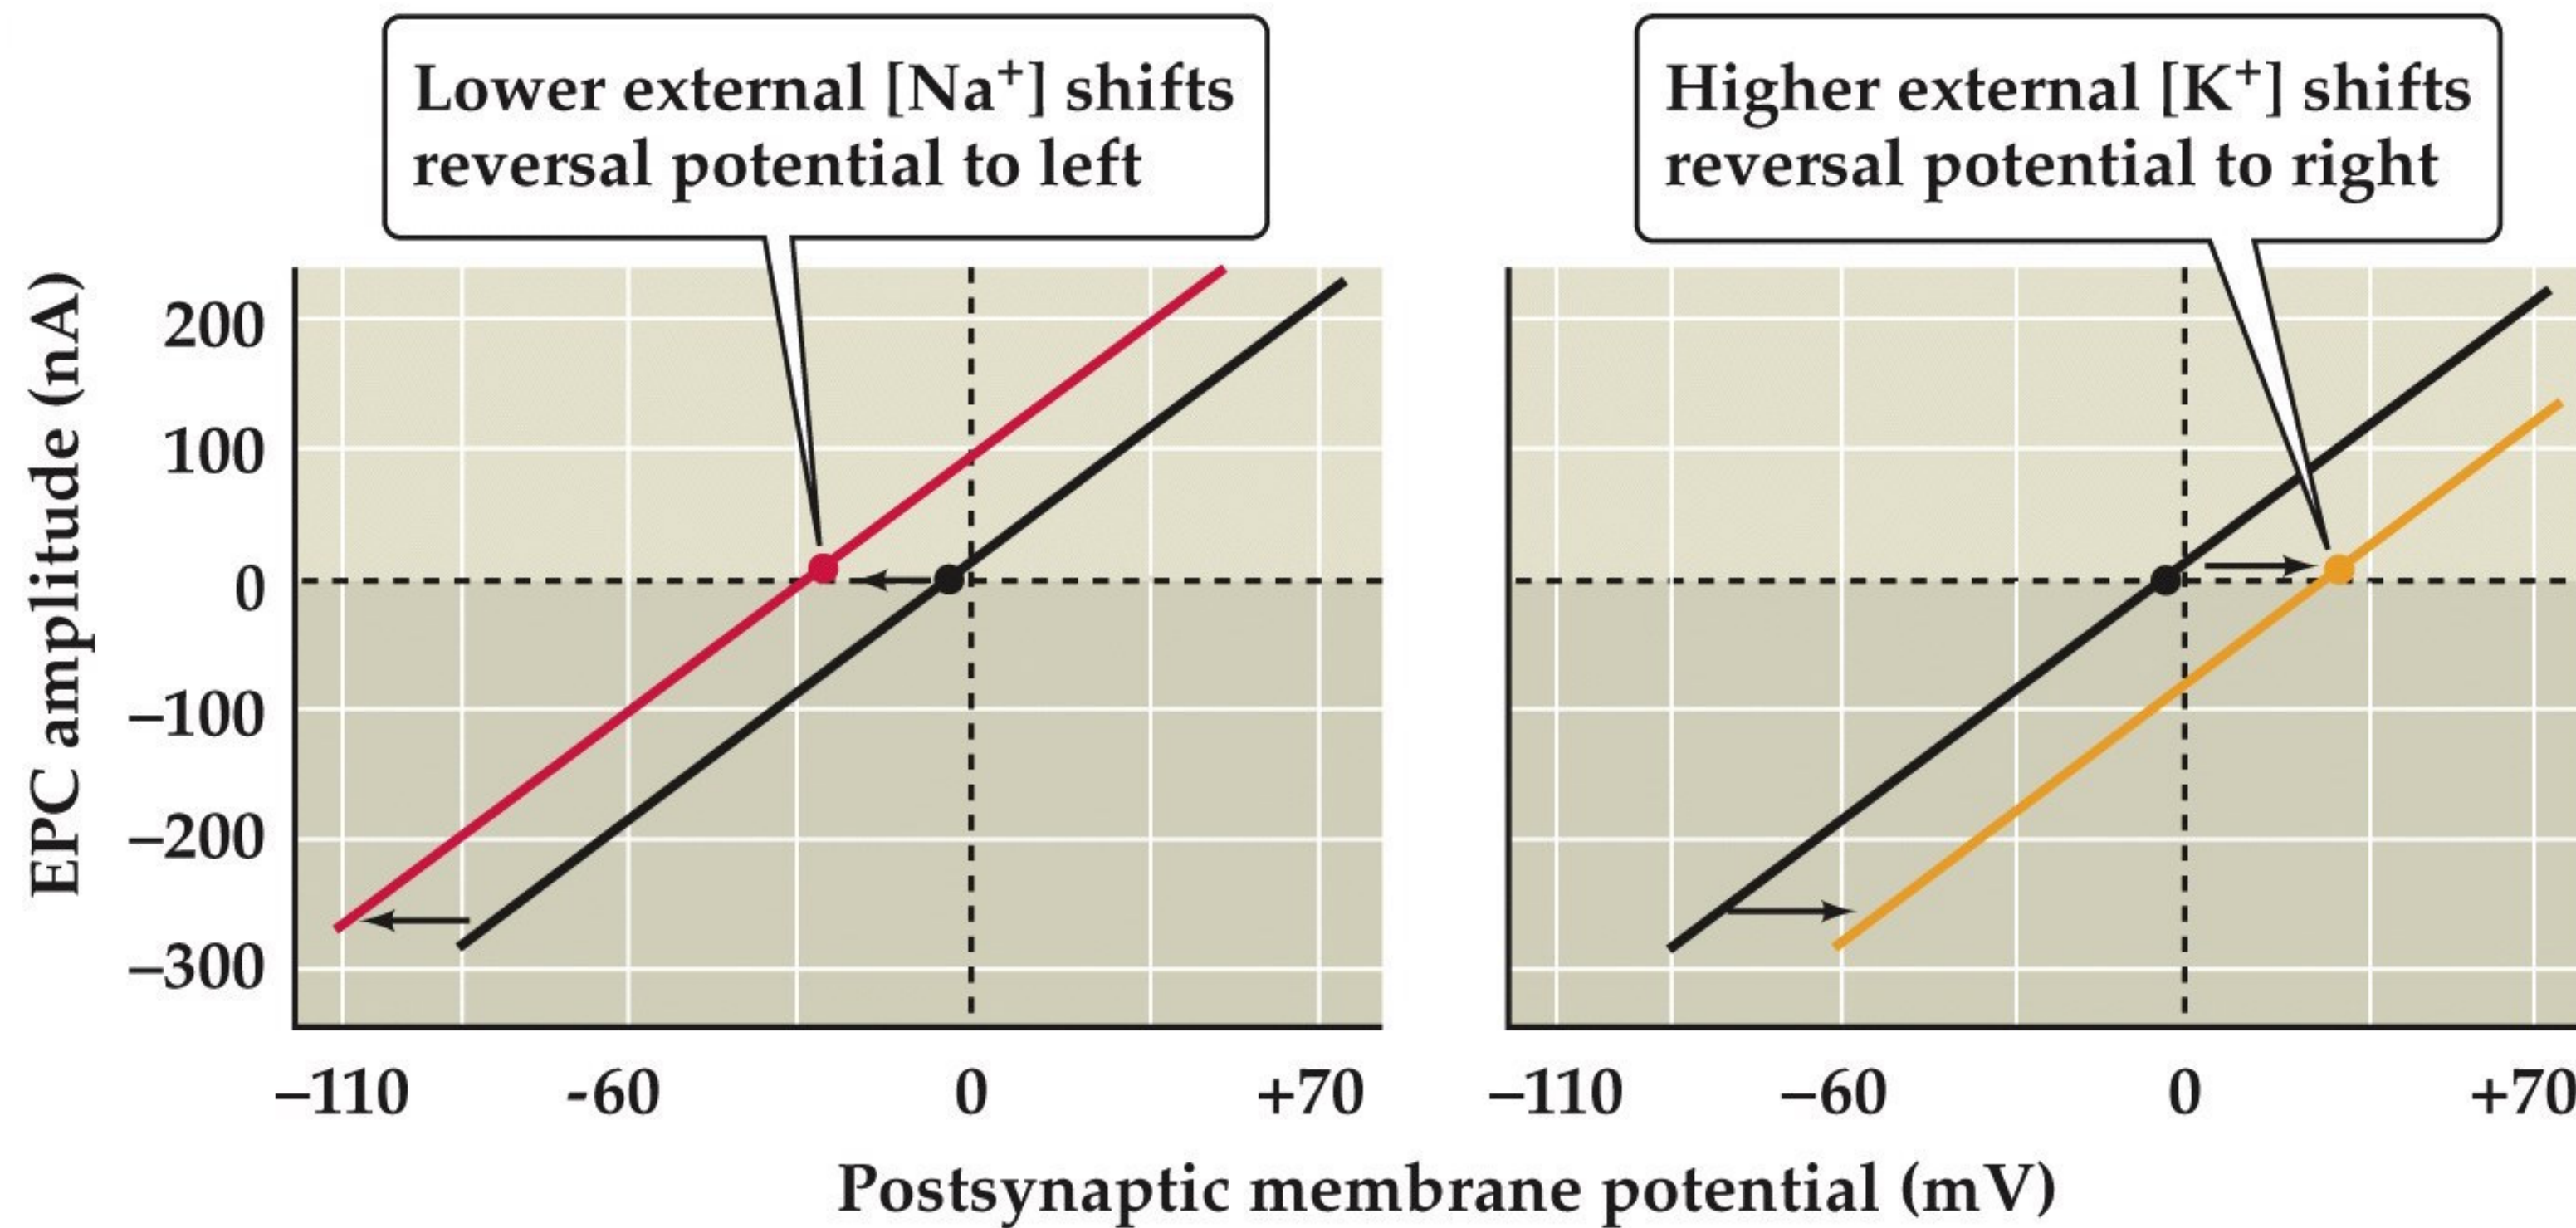 Lower external [Na⁺] shifts
reversal potential to left
Higher external [K⁺] shifts
reversal potential to right
EPC amplitude (nA)
200
100
0
–100
–200
–300
–110 -60 0 +70
–110 –60 0 +70
Postsynaptic membrane potential (mV)